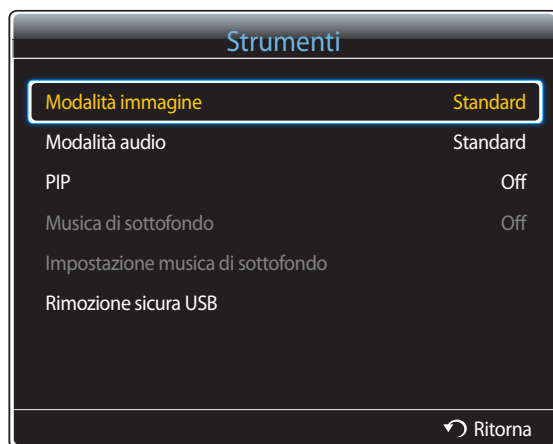 Strumenti
Modalità immagine Standard
Modalità audio Standard
PIP Off
Musica di sottofondo Off
Impostazione musica di sottofondo
Rimozione sicura USB
Ritorna